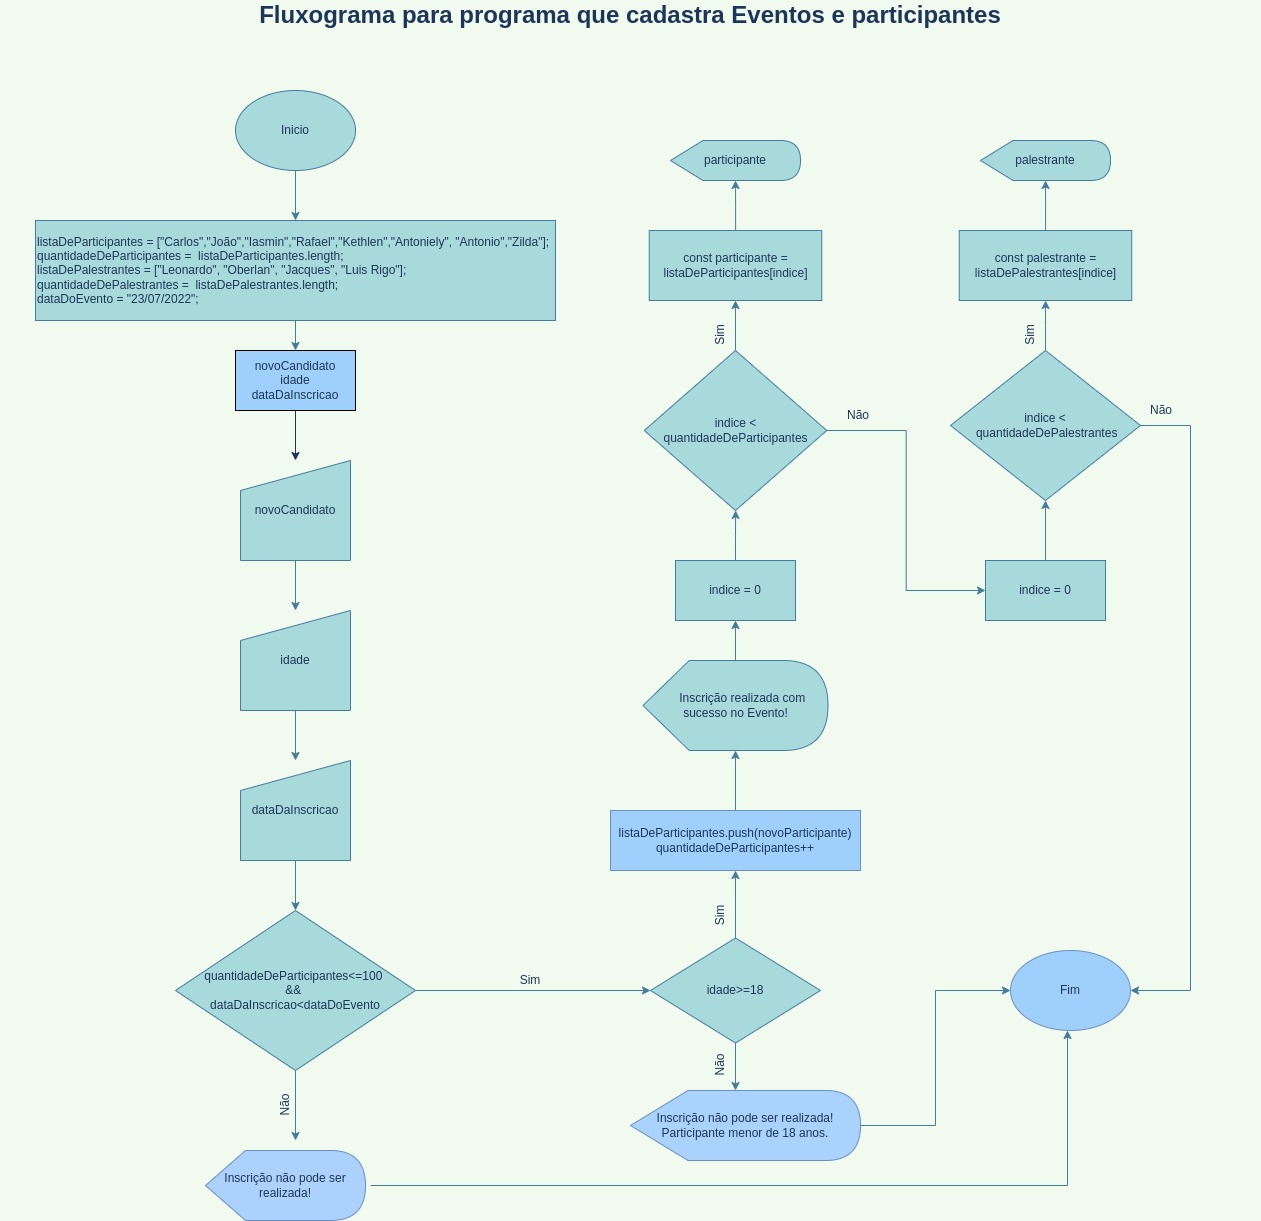 Fluxograma para programa que cadastra Eventos e participantes
Inicio
listaDeParticipantes = ["Carlos","João","Iasmin","Rafael","Kethlen","Antoniely", "Antonio","Zilda"];
quantidadeDeParticipantes =  listaDeParticipantes.length;
listaDePalestrantes = ["Leonardo", "Oberlan", "Jacques", "Luis Rigo"];
quantidadeDePalestrantes =  listaDePalestrantes.length;
dataDoEvento = "23/07/2022";
novoCandidato
idade
dataDaInscricao
novoCandidato
idade
dataDaInscricao
quantidadeDeParticipantes<=100
&&
dataDaInscricao<dataDoEvento
Não
Inscrição não pode ser
realizada!
Sim
idade>=18
Não
Inscrição não pode ser realizada!
Participante menor de 18 anos.
Sim
listaDeParticipantes.push(novoParticipante)
quantidadeDeParticipantes++
Inscrição realizada com
sucesso no Evento!
indice = 0
indice <
quantidadeDeParticipantes
Sim
const participante =
listaDeParticipantes[indice]
participante
Não
indice = 0
indice <
quantidadeDePalestrantes
Sim
const palestrante =
listaDePalestrantes[indice]
palestrante
Não
Fim